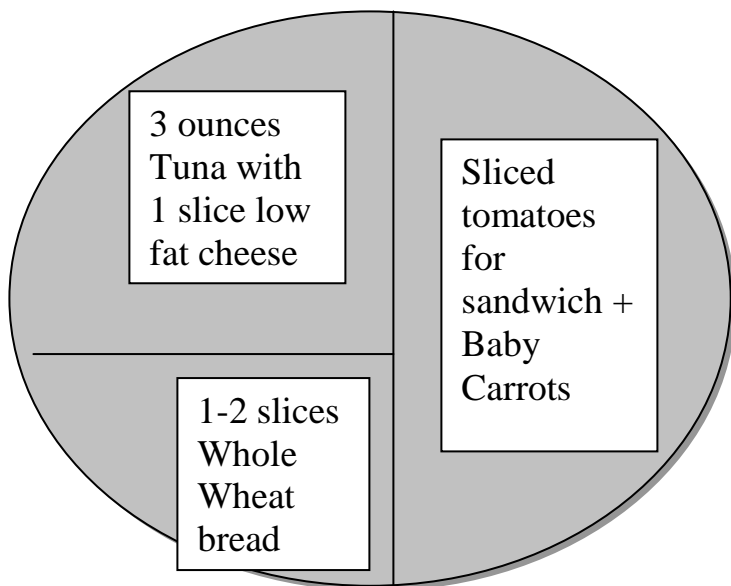 3 ounces
Tuna with
1 slice low
fat cheese
Sliced
tomatoes
for
sandwich +
Baby
Carrots
1-2 slices
Whole
Wheat
bread